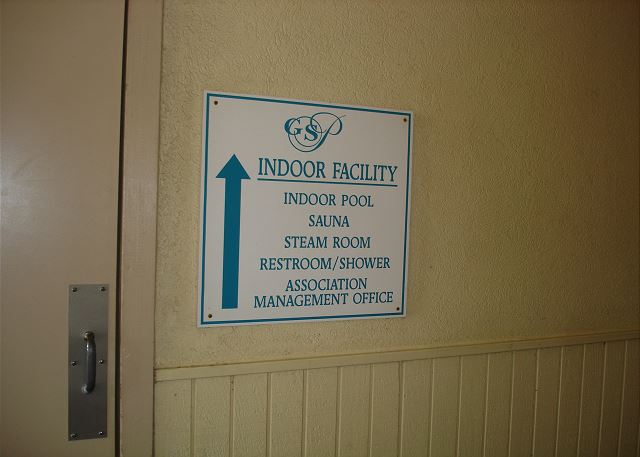 GSP
INDOOR FACILITY
INDOOR POOL
SAUNA
STEAM ROOM
RESTROOM/SHOWER
ASSOCIATION
MANAGEMENT OFFICE